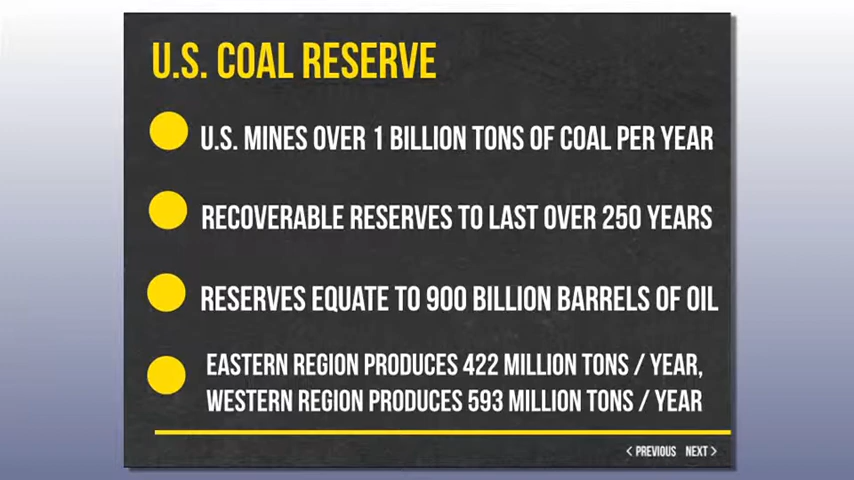 U.S. COAL RESERVE
U.S. MINES OVER 1 BILLION TONS OF COAL PER YEAR
RECOVERABLE RESERVES TO LAST OVER 250 YEARS
RESERVES EQUATE TO 900 BILLION BARRELS OF OIL
EASTERN REGION PRODUCES 422 MILLION TONS / YEAR,
WESTERN REGION PRODUCES 593 MILLION TONS / YEAR
< PREVIOUS NEXT >